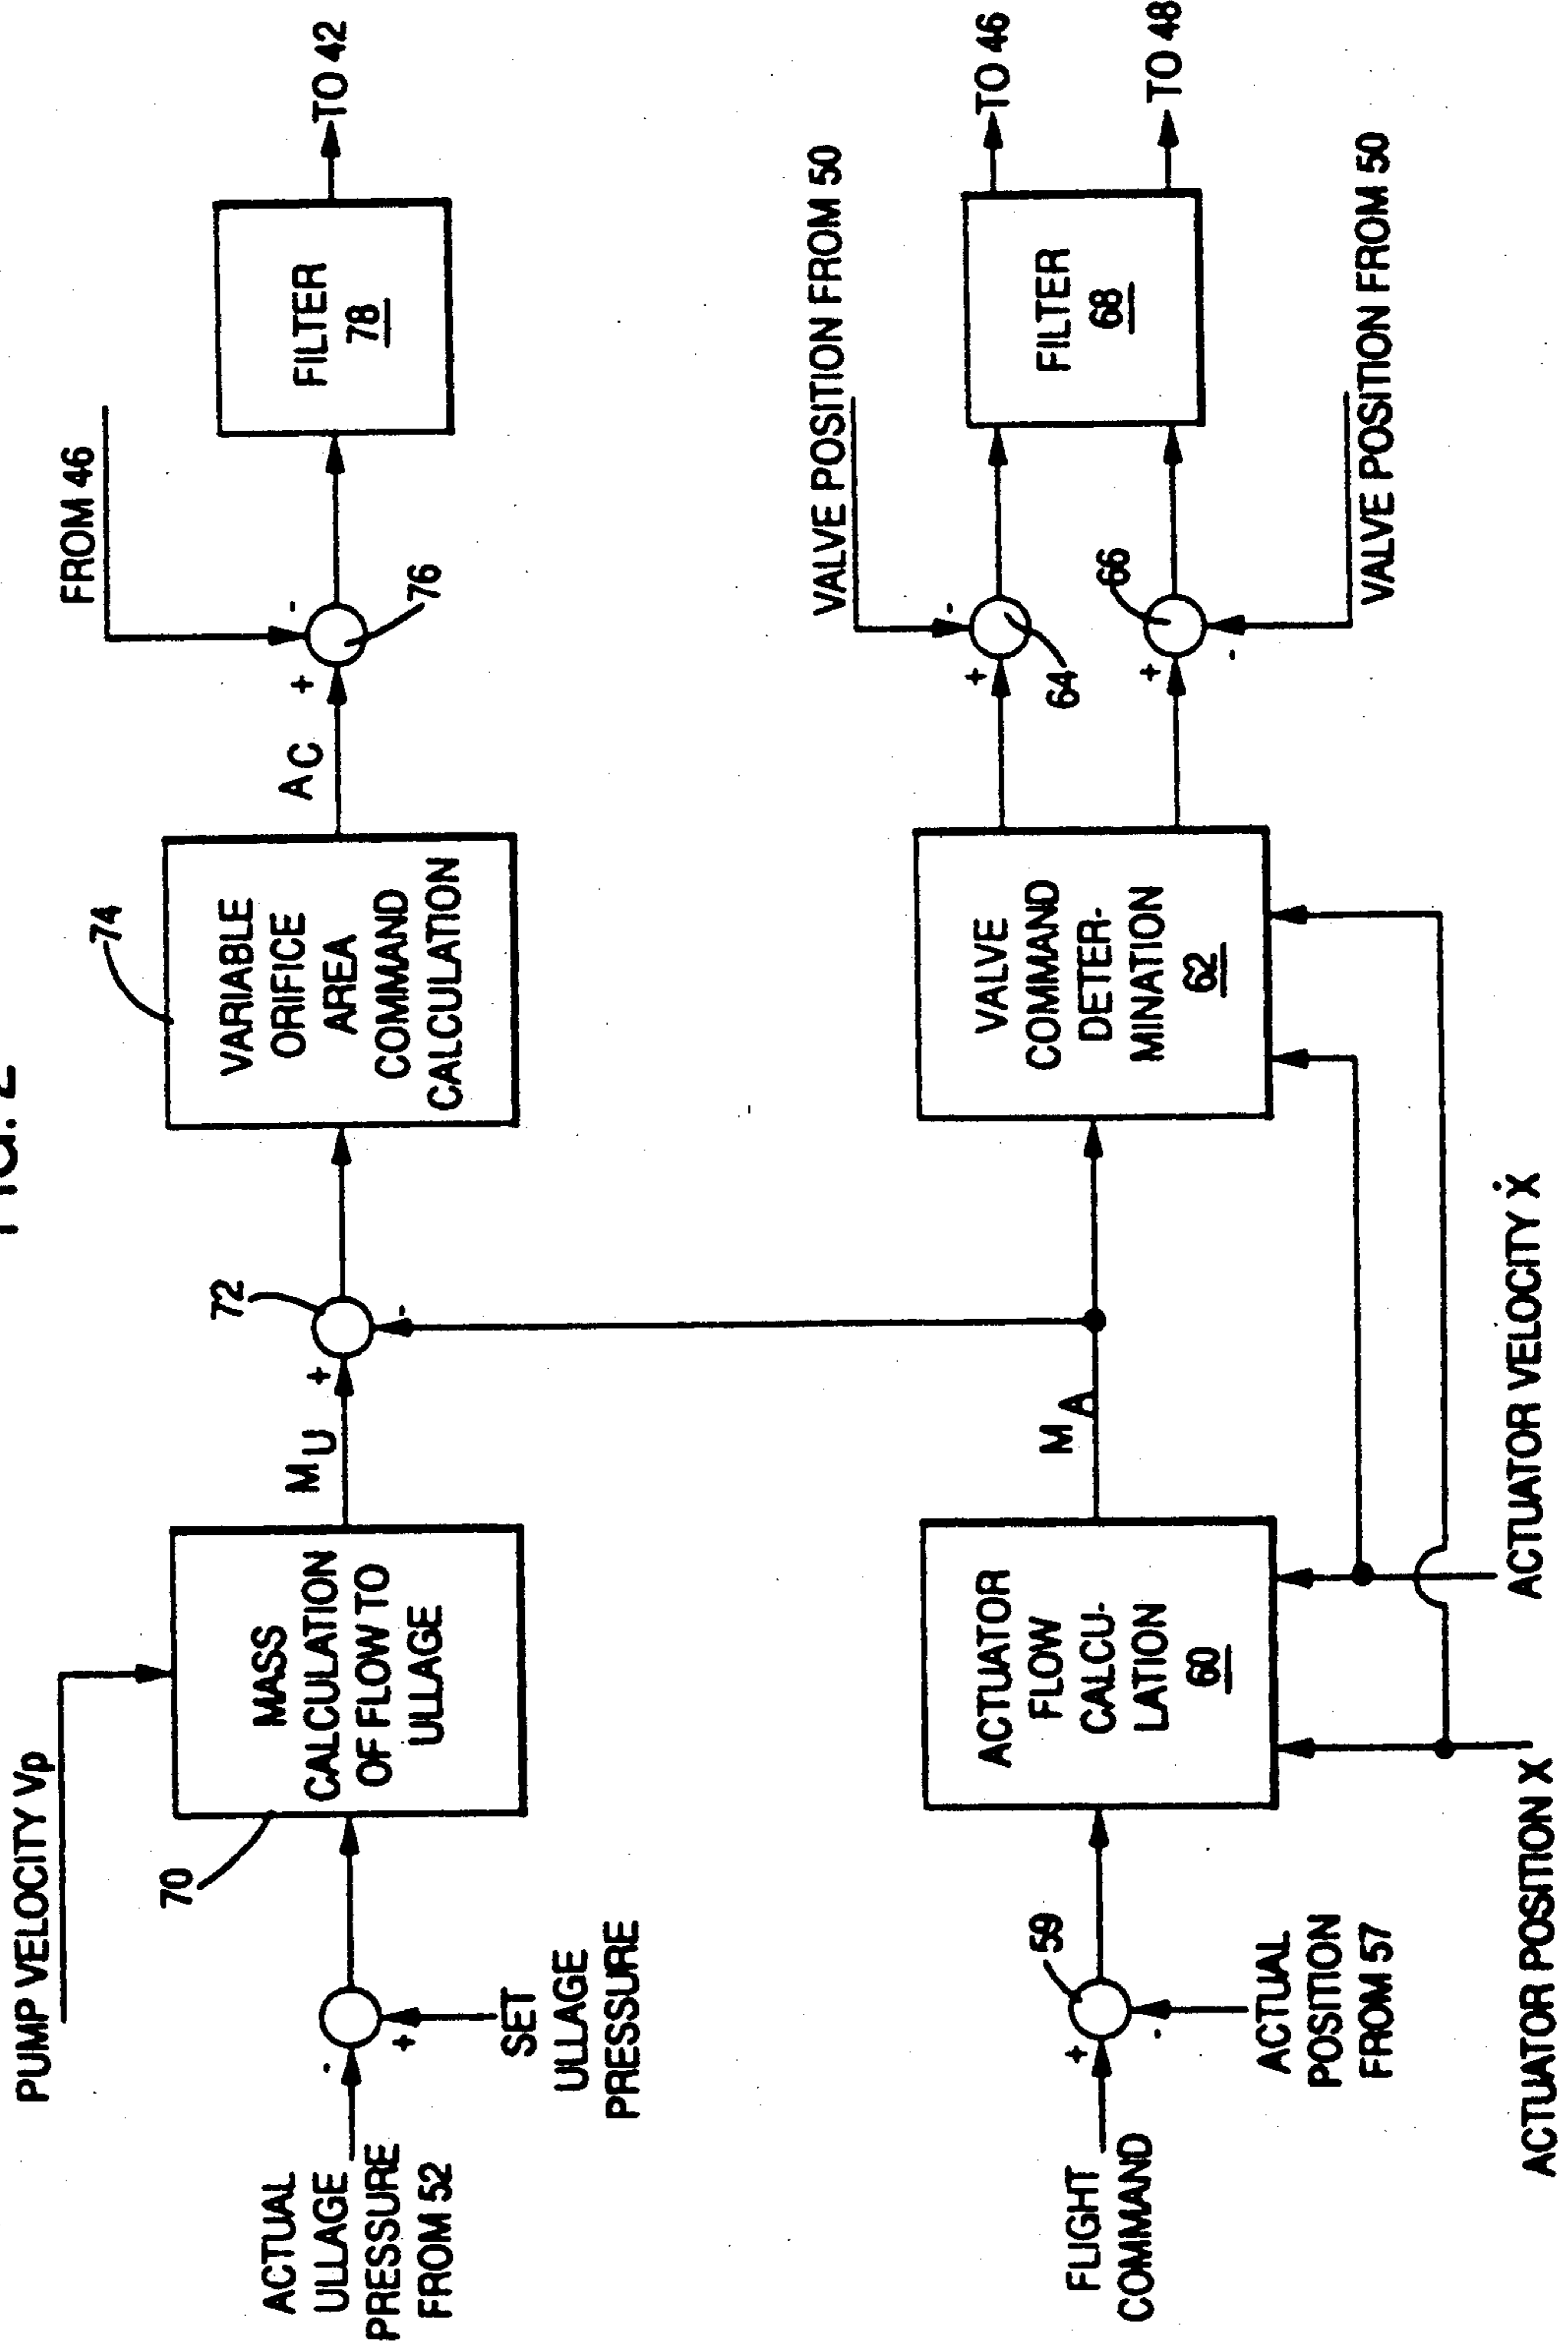 FIG. 2
PUMP VELOCITY Vp
70
MASS
CALCULATION
OF FLOW TO
ULLAGE
ACTUAL
ULLAGE
PRESSURE
FROM 52
-
+
SET
ULLAGE
PRESSURE
MU
+
-
72
74
VARIABLE
ORIFICE
AREA
COMMAND
CALCULATION
AC
+
-
FROM 46
76
FILTER
78
TO 42
FLIGHT
COMMAND
+
-
59
ACTUAL
POSITION
FROM 57
ACTUATOR
FLOW
CALCU-
LATION
60
MA
ACTUATOR POSITION X
ACTUATOR VELOCITY Ẋ
VALVE
COMMAND
DETER-
MINATION
62
+
-
64
VALVE POSITION FROM 50
+
-
66
VALVE POSITION FROM 50
FILTER
68
TO 46
TO 48